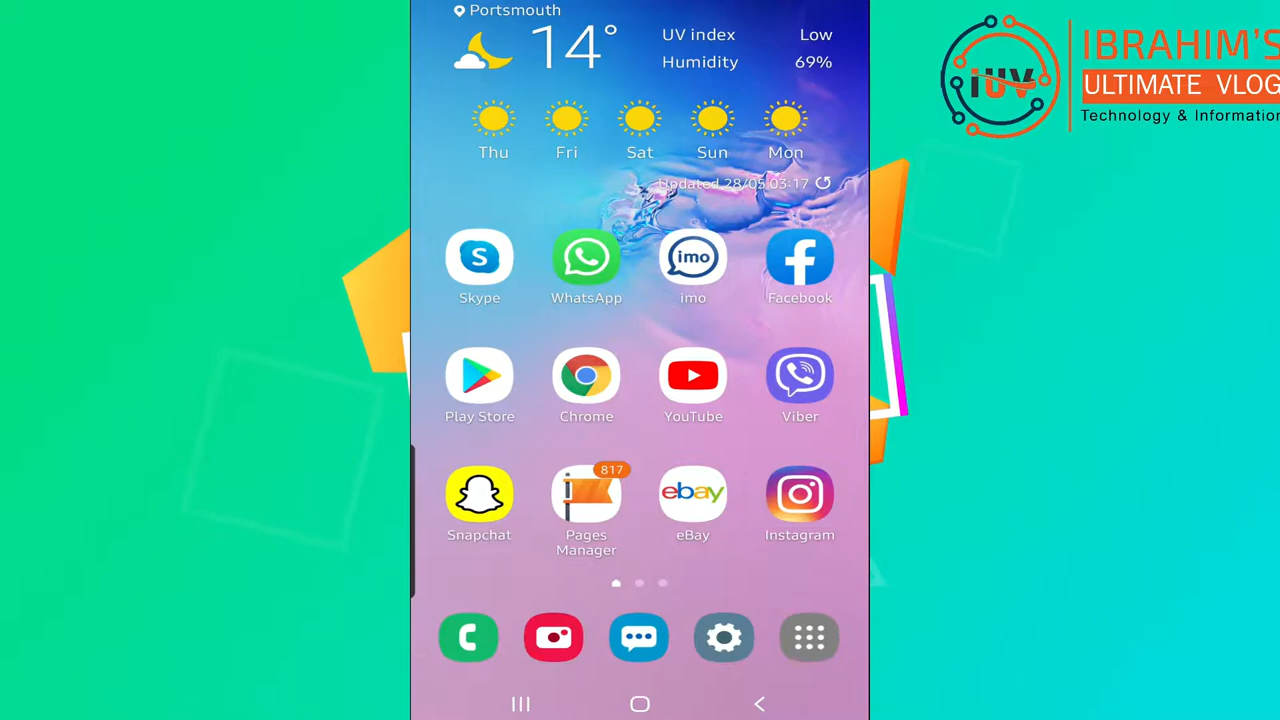 Portsmouth
14°
UV index Low
Humidity 69%
Thu Fri Sat Sun Mon
Updated 28/05 03:17
S
imo
Skype WhatsApp imo Facebook
Play Store Chrome YouTube Viber
817
ebay
Snapchat Pages Manager eBay Instagram
iUV
IBRAHIM'S
ULTIMATE VLOG
Technology & Information